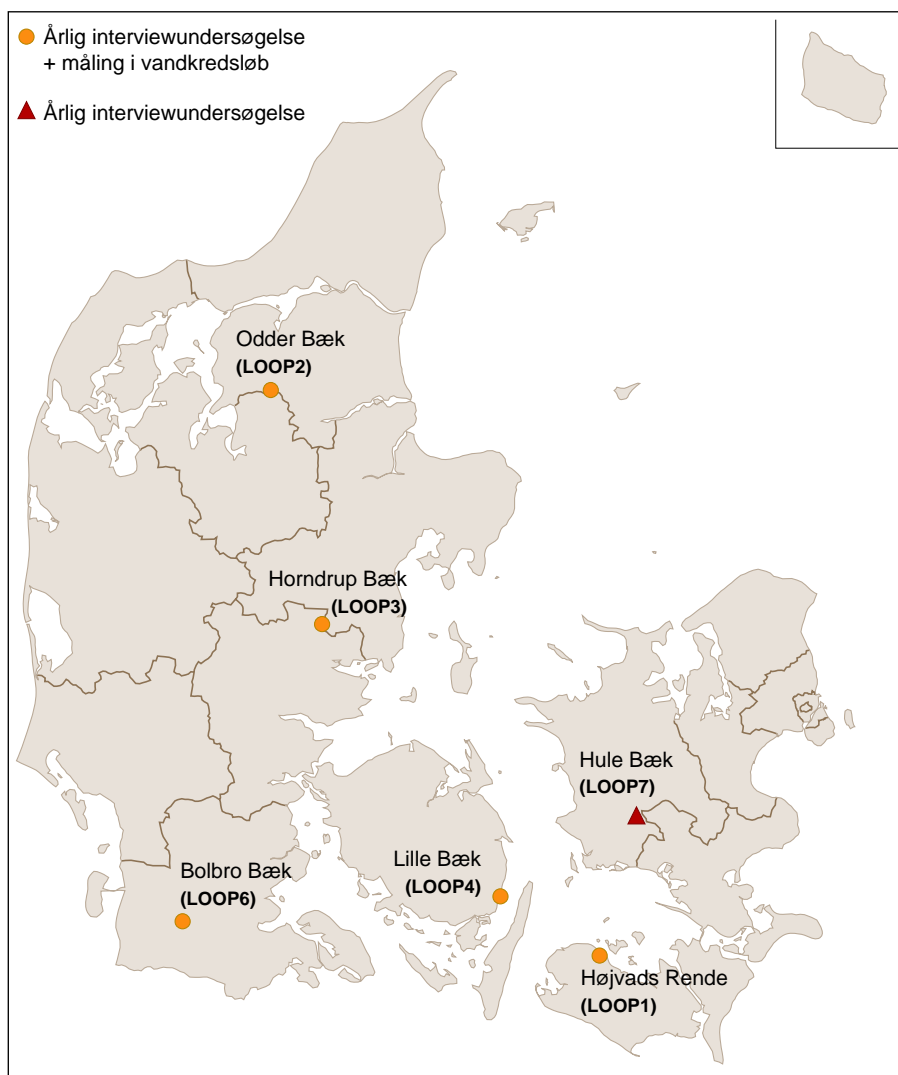 Årlig interviewundersøgelse
+ måling i vandkredsløb
Årlig interviewundersøgelse
Odder Bæk
(LOOP2)
Horndrup Bæk
(LOOP3)
Hule Bæk
(LOOP7)
Lille Bæk
(LOOP4)
Bolbro Bæk
(LOOP6)
Højvads Rende
(LOOP1)